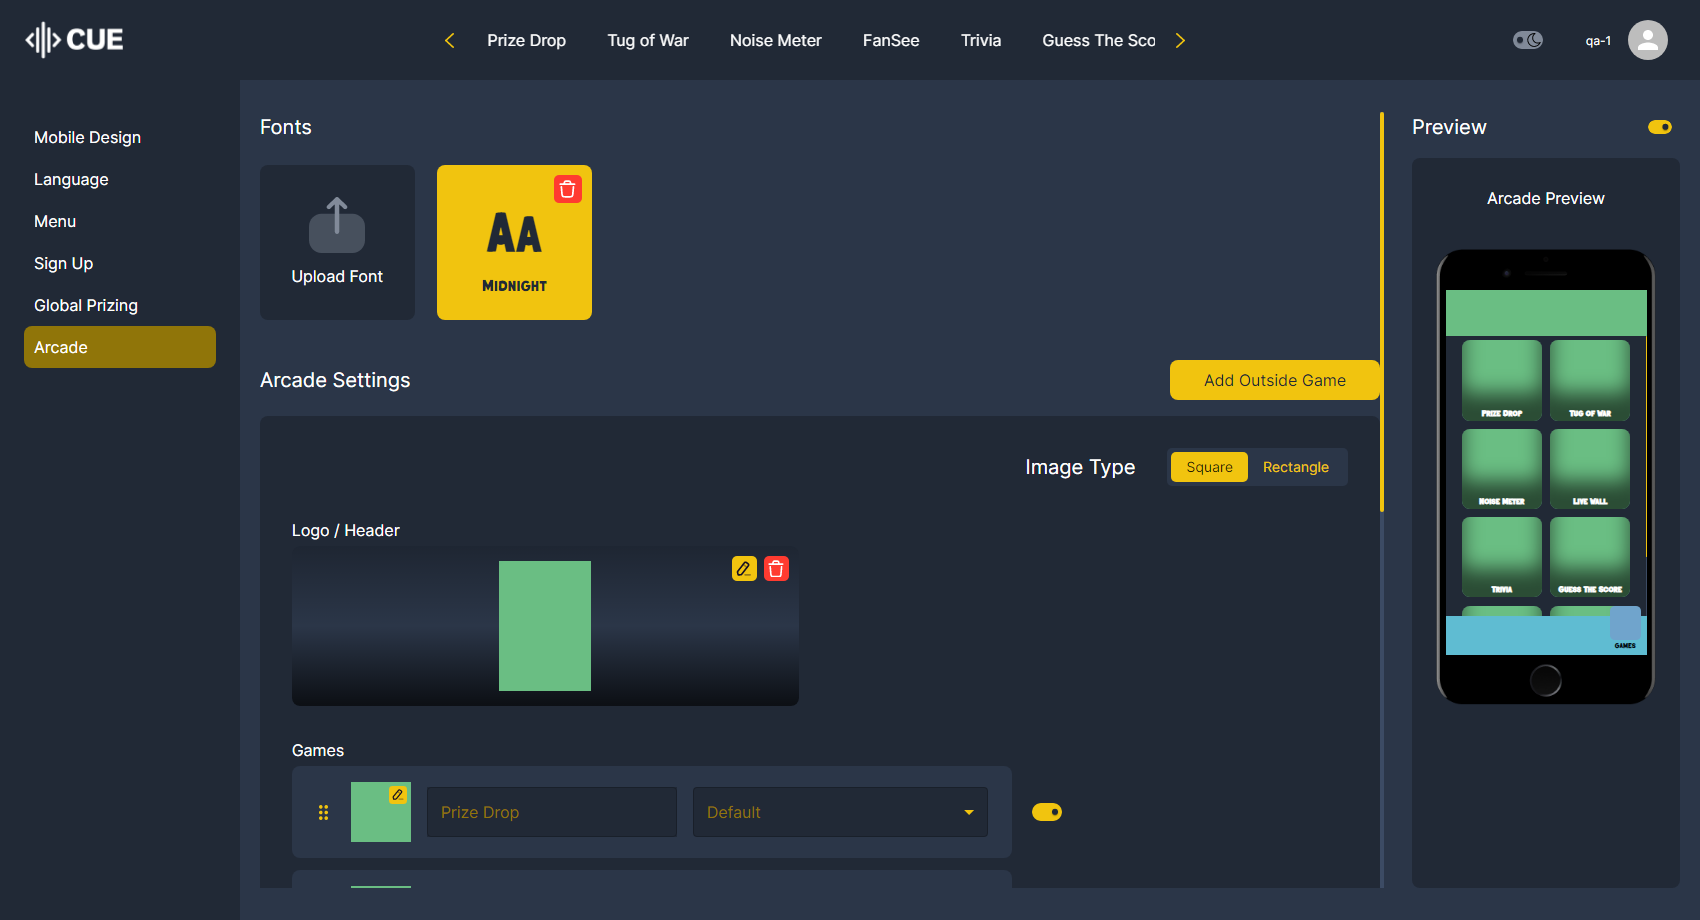 CUE
Prize Drop
Tug of War
Noise Meter
FanSee
Trivia
Guess The Sco
qa-1
Mobile Design
Language
Menu
Sign Up
Global Prizing
Arcade
Fonts
Upload Font
AA
MIDNIGHT
Arcade Settings
Add Outside Game
Image Type
Square
Rectangle
Logo / Header
Games
Prize Drop
Default
Preview
Arcade Preview
PRIZE DROP
TUG OF WAR
NOISE METER
LIVE WALL
TRIVIA
GUESS THE SCORE
GAMES